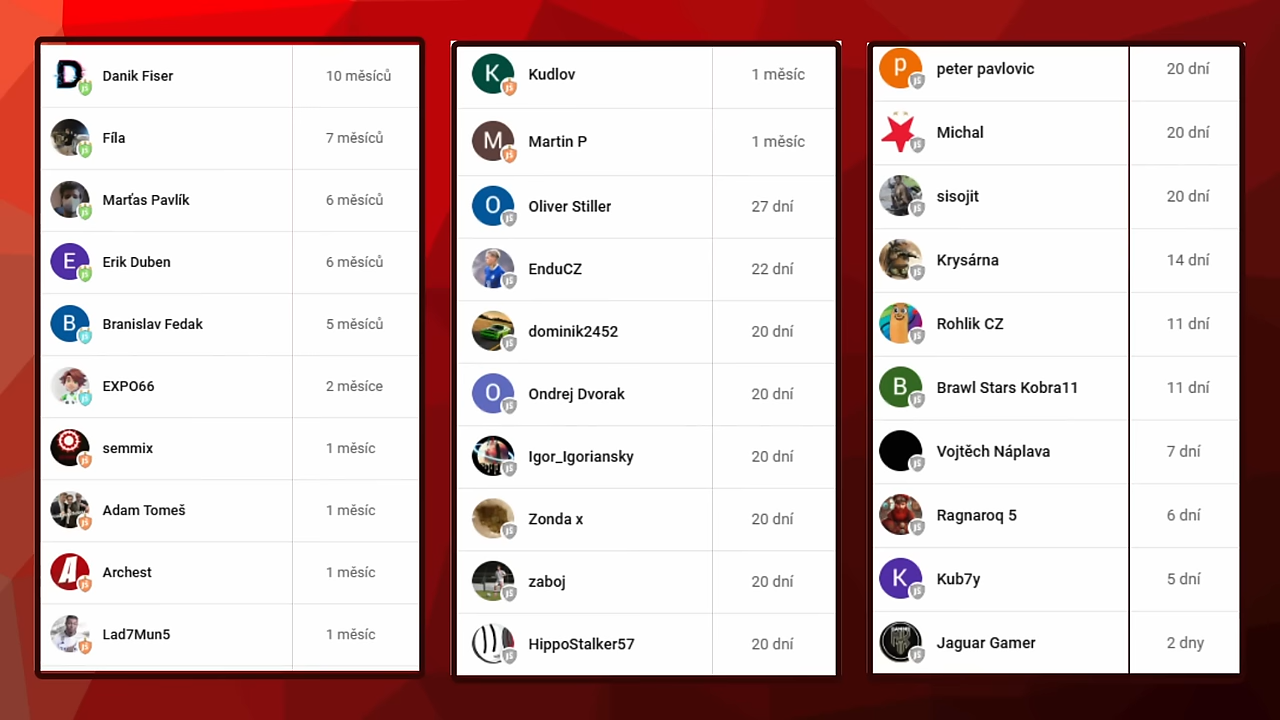 Danik Fiser 10 měsíců
Fíla 7 měsíců
Marťas Pavlík 6 měsíců
E Erik Duben 6 měsíců
B Branislav Fedak 5 měsíců
EXPO66 2 měsíce
semmix 1 měsíc
Adam Tomeš 1 měsíc
Archest 1 měsíc
Lad7Mun5 1 měsíc
K Kudlov 1 měsíc
M Martin P 1 měsíc
O Oliver Stiller 27 dní
EnduCZ 22 dní
dominik2452 20 dní
O Ondrej Dvorak 20 dní
Igor_Igoriansky 20 dní
Zonda x 20 dní
zaboj 20 dní
HippoStalker57 20 dní
p peter pavlovic 20 dní
Michal 20 dní
sisojit 20 dní
Krysárna 14 dní
Rohlik CZ 11 dní
B Brawl Stars Kobra11 11 dní
Vojtěch Náplava 7 dní
Ragnaroq 5 6 dní
K Kub7y 5 dní
Jaguar Gamer 2 dny